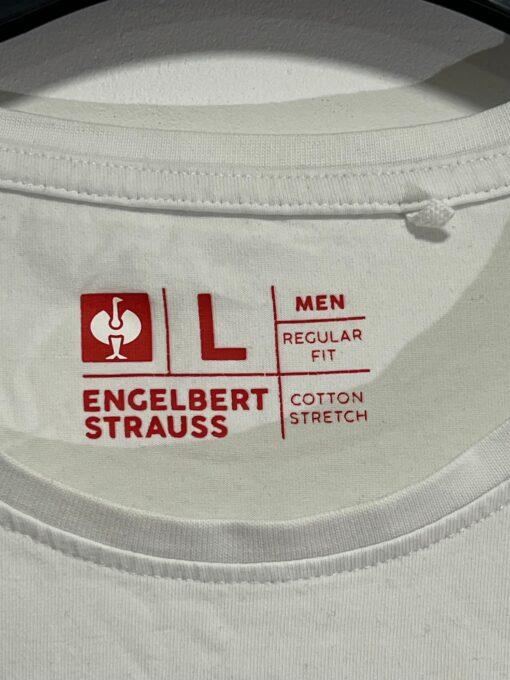 L
MEN
REGULAR
FIT
ENGELBERT
STRAUSS
COTTON
STRETCH